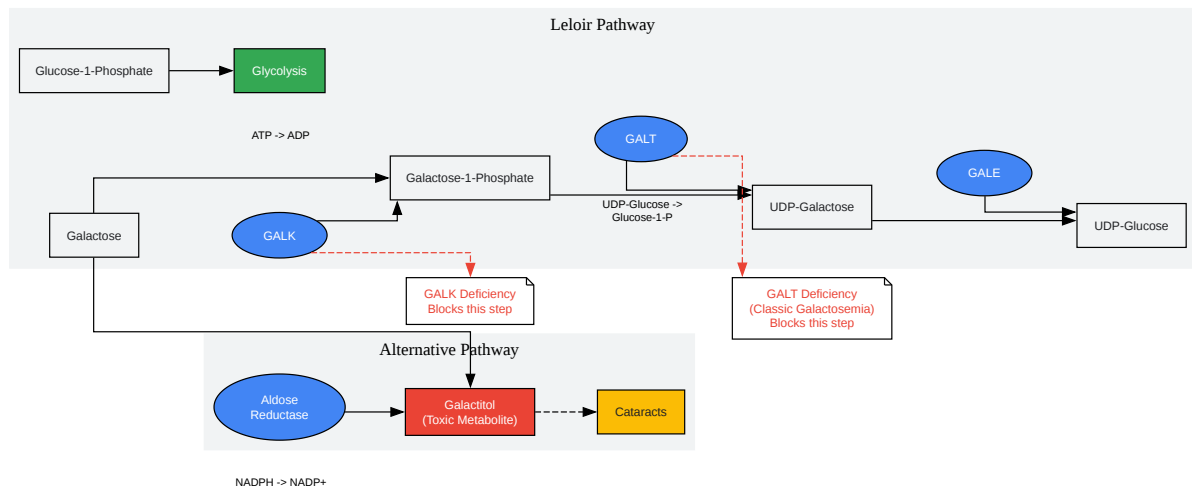 Leloir Pathway
Glucose-1-Phosphate
Glycolysis
ATP -> ADP
GALT
Galactose-1-Phosphate
GALE
UDP-Glucose ->
Glucose-1-P
UDP-Galactose
Galactose
GALK
UDP-Glucose
GALK Deficiency
Blocks this step
GALT Deficiency
(Classic Galactosemia)
Blocks this step
Alternative Pathway
Aldose
Reductase
Galactitol
(Toxic Metabolite)
Cataracts
NADPH -> NADP+